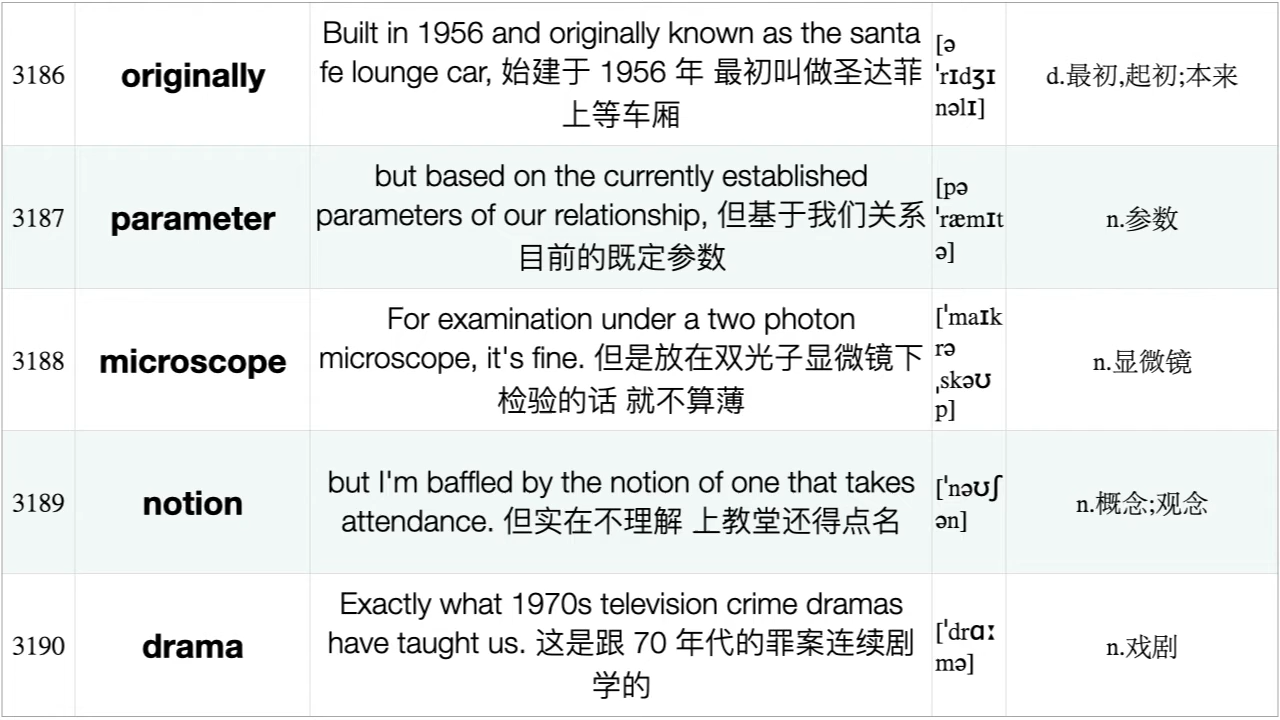 3186
originally
Built in 1956 and originally known as the santa
fe lounge car, 始建于 1956 年 最初叫做圣达菲
上等车厢
[ə
ˈrɪdʒɪ
nəlɪ]
d.最初,起初;本来
3187
parameter
but based on the currently established
parameters of our relationship, 但基于我们关系
目前的既定参数
[pə
ˈræmɪt
ə]
n.参数
3188
microscope
For examination under a two photon
microscope, it's fine. 但是放在双光子显微镜下
检验的话 就不算薄
[ˈmaɪk
rə
ˌskəʊ
p]
n.显微镜
3189
notion
but I'm baffled by the notion of one that takes
attendance. 但实在不理解 上教堂还得点名
[ˈnəʊʃ
ən]
n.概念;观念
3190
drama
Exactly what 1970s television crime dramas
have taught us. 这是跟 70 年代的罪案连续剧
学的
[ˈdrɑː
mə]
n.戏剧